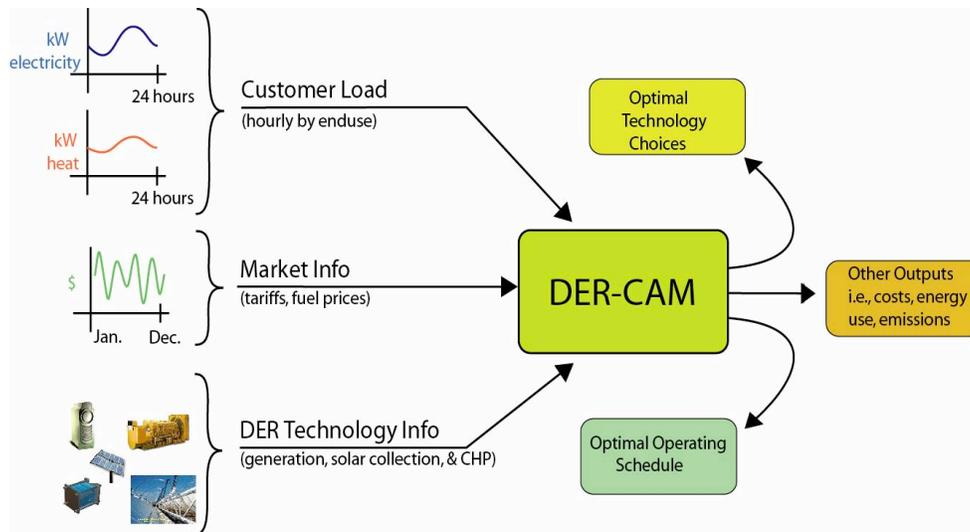 kW
electricity
24 hours
kW
heat
24 hours
Customer Load
(hourly by enduse)
$
Jan. Dec.
Market Info
(tariffs, fuel prices)
DER Technology Info
(generation, solar collection, & CHP)
DER-CAM
Optimal
Technology
Choices
Other Outputs
i.e., costs, energy
use, emissions
Optimal Operating
Schedule